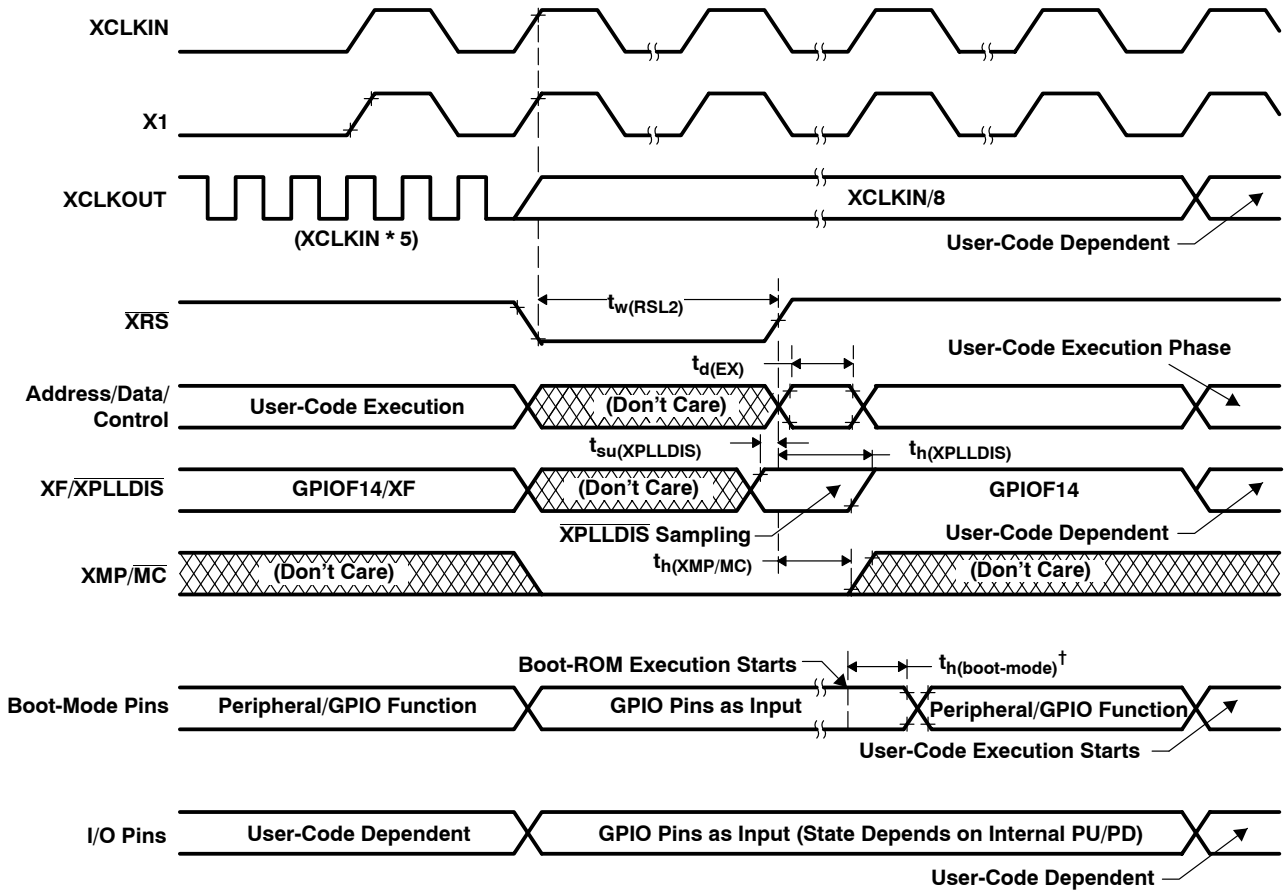 XCLKIN
X1
XCLKOUT
XCLKIN/8
(XCLKIN * 5)
User-Code Dependent
tw(RSL2)
XRS
User-Code Execution Phase
td(EX)
Address/Data/
Control
User-Code Execution
(Don't Care)
tsu(XPLLDIS)
th(XPLLDIS)
XF/XPLLDIS
GPIOF14/XF
(Don't Care)
GPIOF14
XPLLDIS Sampling
User-Code Dependent
th(XMP/MC)
XMP/MC
(Don't Care)
(Don't Care)
Boot-ROM Execution Starts
th(boot-mode)†
Boot-Mode Pins
Peripheral/GPIO Function
GPIO Pins as Input
Peripheral/GPIO Function
User-Code Execution Starts
I/O Pins
User-Code Dependent
GPIO Pins as Input (State Depends on Internal PU/PD)
User-Code Dependent